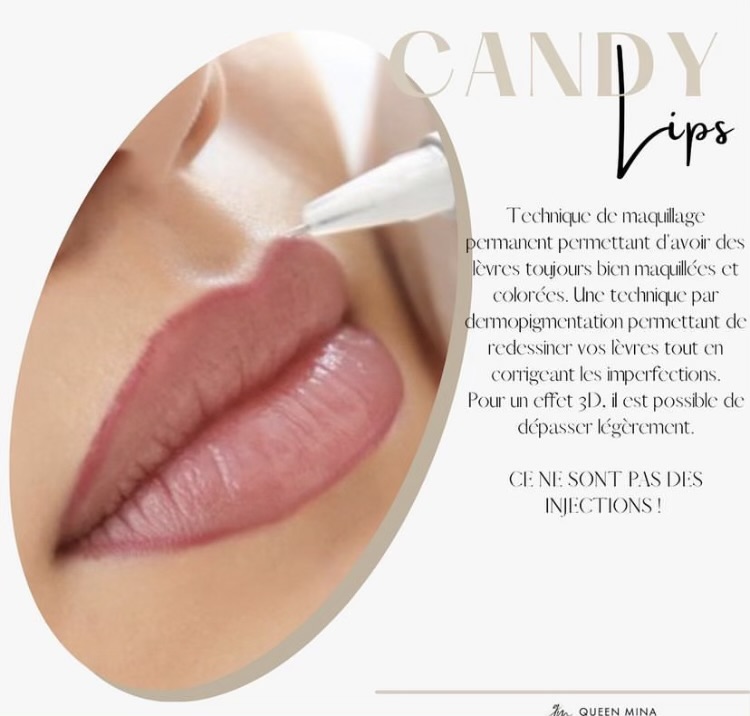 CANDY
Lips
Technique de maquillage
permanent permettant d'avoir des
lèvres toujours bien maquillées et
colorées. Une technique par
dermopigmentation permettant de
redessiner vos lèvres tout en
corrigeant les imperfections.
Pour un effet 3D, il est possible de
dépasser légèrement.
CE NE SONT PAS DES
INJECTIONS !
QUEEN MINA